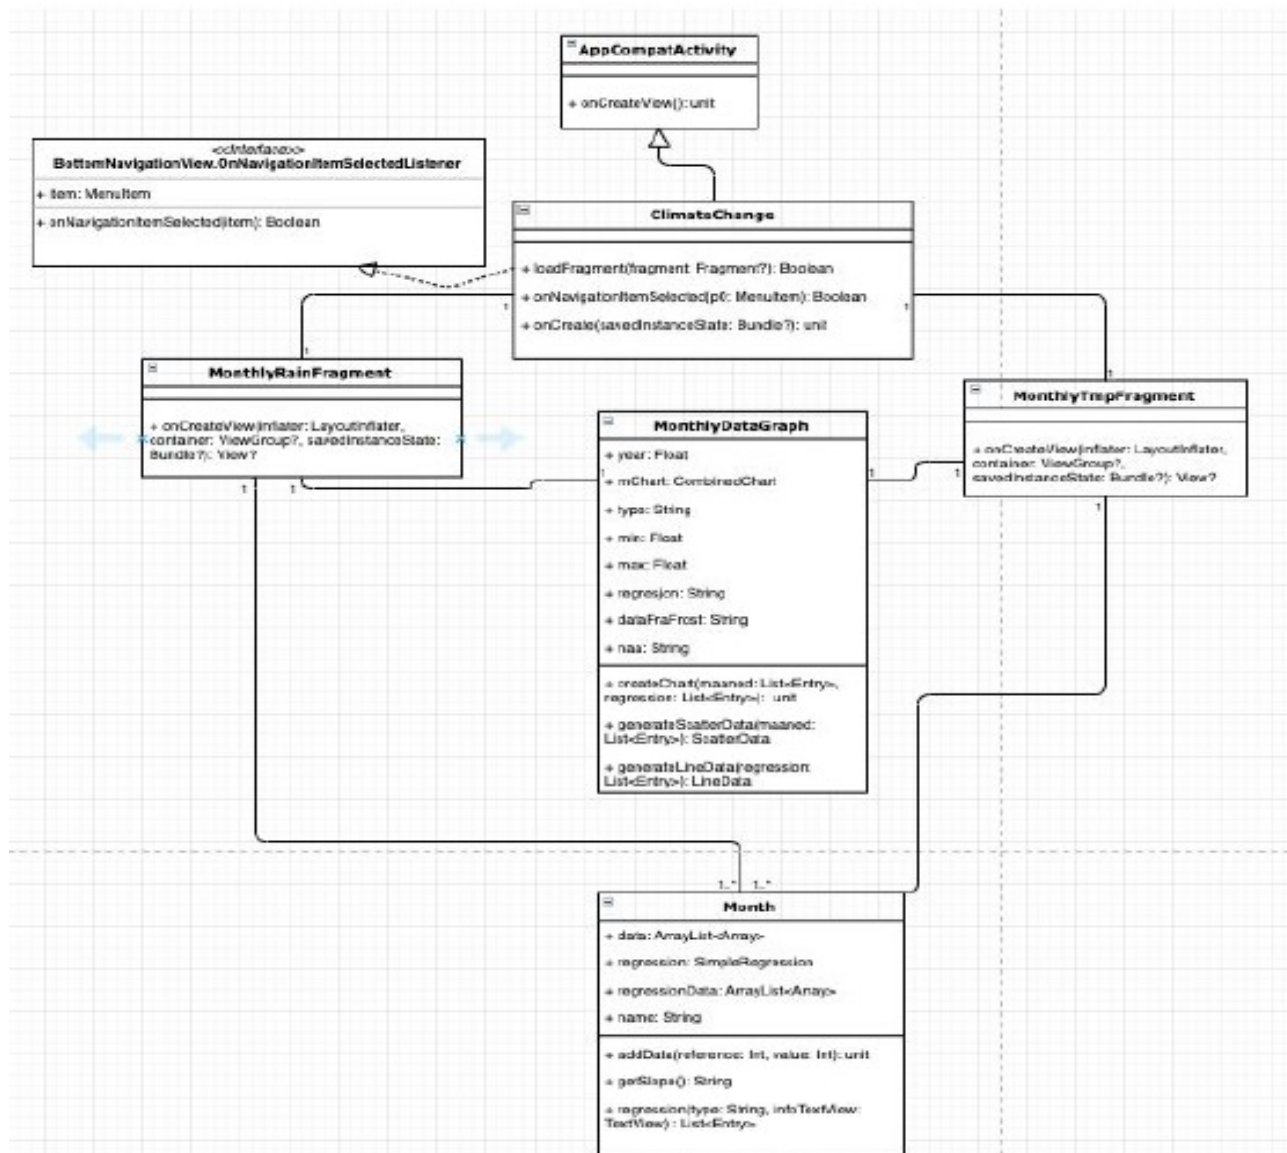 AppCompatActivity
+ onCreateView(): unit
<<Interface>>
BottomNavigationView.OnNavigationItemSelectedListener
+ item: MenuItem
+ onNavigationItemSelected(item): Boolean
ClimateChange
+ loadFragment(fragment: Fragment?): Boolean
+ onNavigationItemSelected(p0: MenuItem): Boolean
+ onCreate(savedInstanceState: Bundle?): unit
1
1
1
1
MonthlyRainFragment
+ onCreateView(inflater: LayoutInflater,
container: ViewGroup?, savedInstanceState:
Bundle?): View?
1
1
MonthlyDataGraph
+ year: Float
+ mChart: CombinedChart
+ type: String
+ min: Float
+ max: Float
+ regresjon: String
+ dataFraFrost: String
+ naa: String
+ createChart(maaned: List<Entry>,
regression: List<Entry>): unit
+ generateScatterData(maaned:
List<Entry>): ScatterData
+ generateLineData(regression:
List<Entry>): LineData
1
1
MonthlyTmpFragment
+ onCreateView(inflater: LayoutInflater,
container: ViewGroup?,
savedInstanceState: Bundle?): View?
1
1
1..*
1..*
Month
+ data: ArrayList<Array>
+ regression: SimpleRegression
+ regressionData: ArrayList<Array>
+ name: String
+ addData(reference: Int, value: Int): unit
+ getSlope(): String
+ regression(type: String, infoTextView:
TextView) : List<Entry>